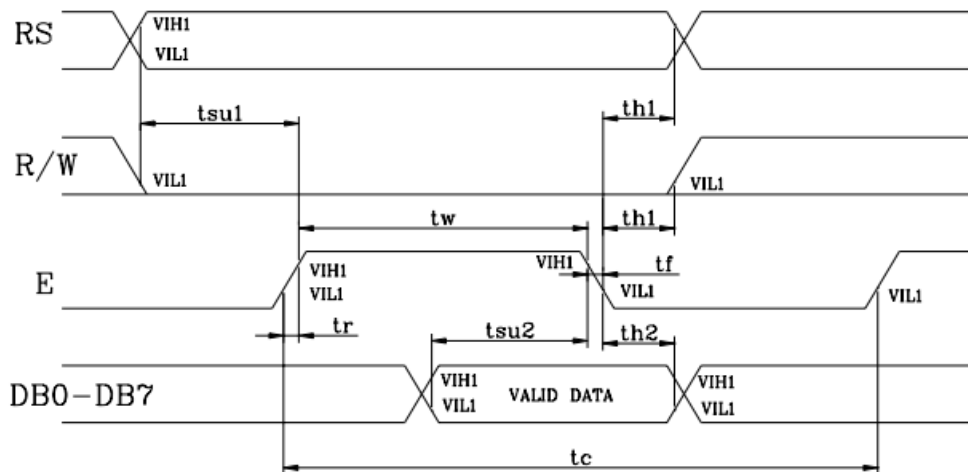 RS VIH1 VIL1
tsu1 th1
R/W VIL1 VIL1
tw th1
E VIH1 VIL1 VIH1 tf VIL1 VIL1
tr tsu2 th2
DB0-DB7 VIH1 VIL1 VALID DATA VIH1 VIL1
tc